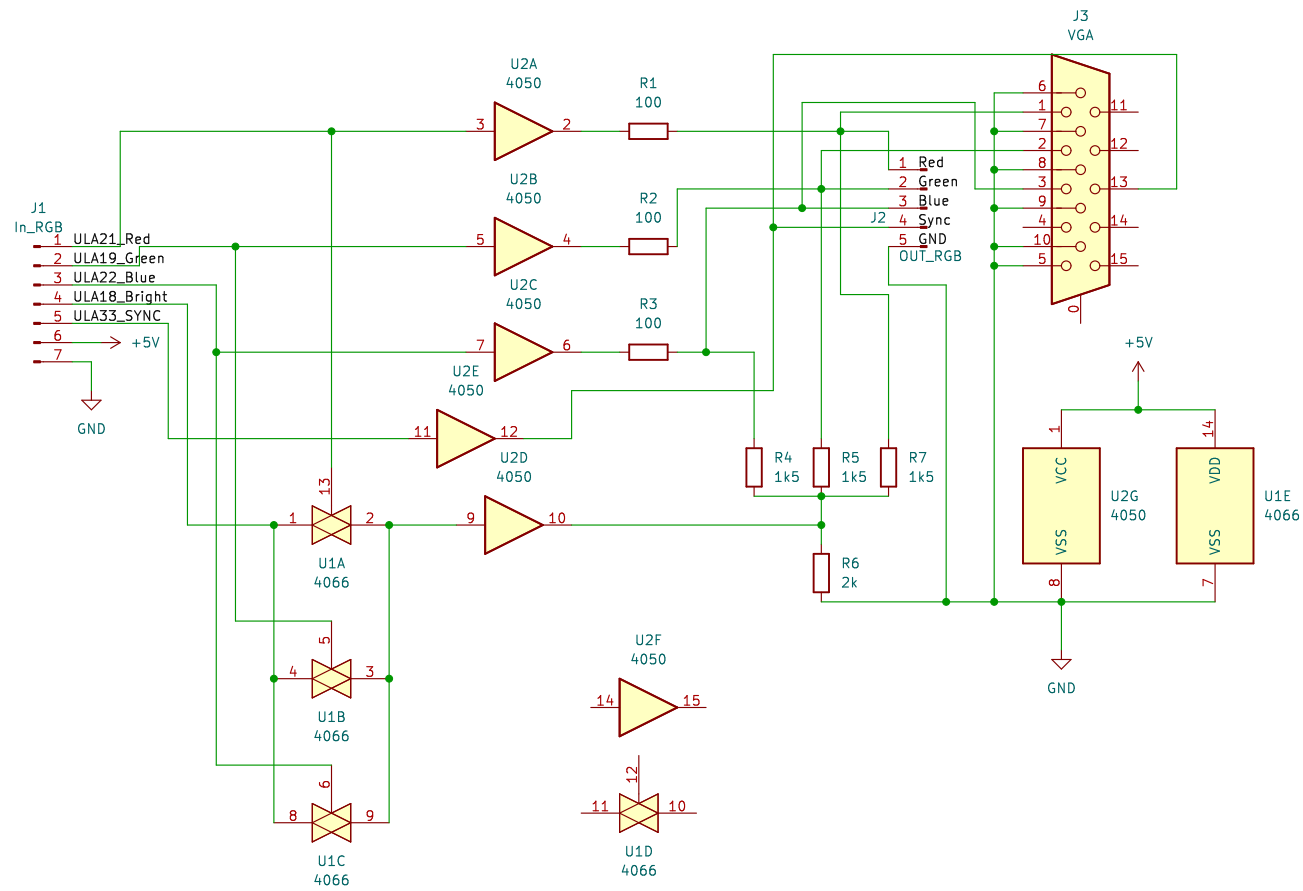 J3
VGA
U2A
4050
R1
100
3
2
U2B
4050
R2
100
5
4
U2C
4050
R3
100
7
6
U2E
4050
11
12
U2D
4050
9
10
J1
In_RGB
1 ULA21_Red
2 ULA19_Green
3 ULA22_Blue
4 ULA18_Bright
5 ULA33_SYNC
6 +5V
7
GND
1 Red
2 Green
3 Blue
J2
4 Sync
5 GND
OUT_RGB
6
1
11
7
2
12
8
3
13
9
4
14
10
5
15
0
R4
1k5
R5
1k5
R7
1k5
R6
2k
+5V
1
VCC
VSS
8
U2G
4050
14
VDD
VSS
7
U1E
4066
GND
13
1
2
U1A
4066
5
4
3
U1B
4066
6
8
9
U1C
4066
U2F
4050
14
15
12
11
10
U1D
4066